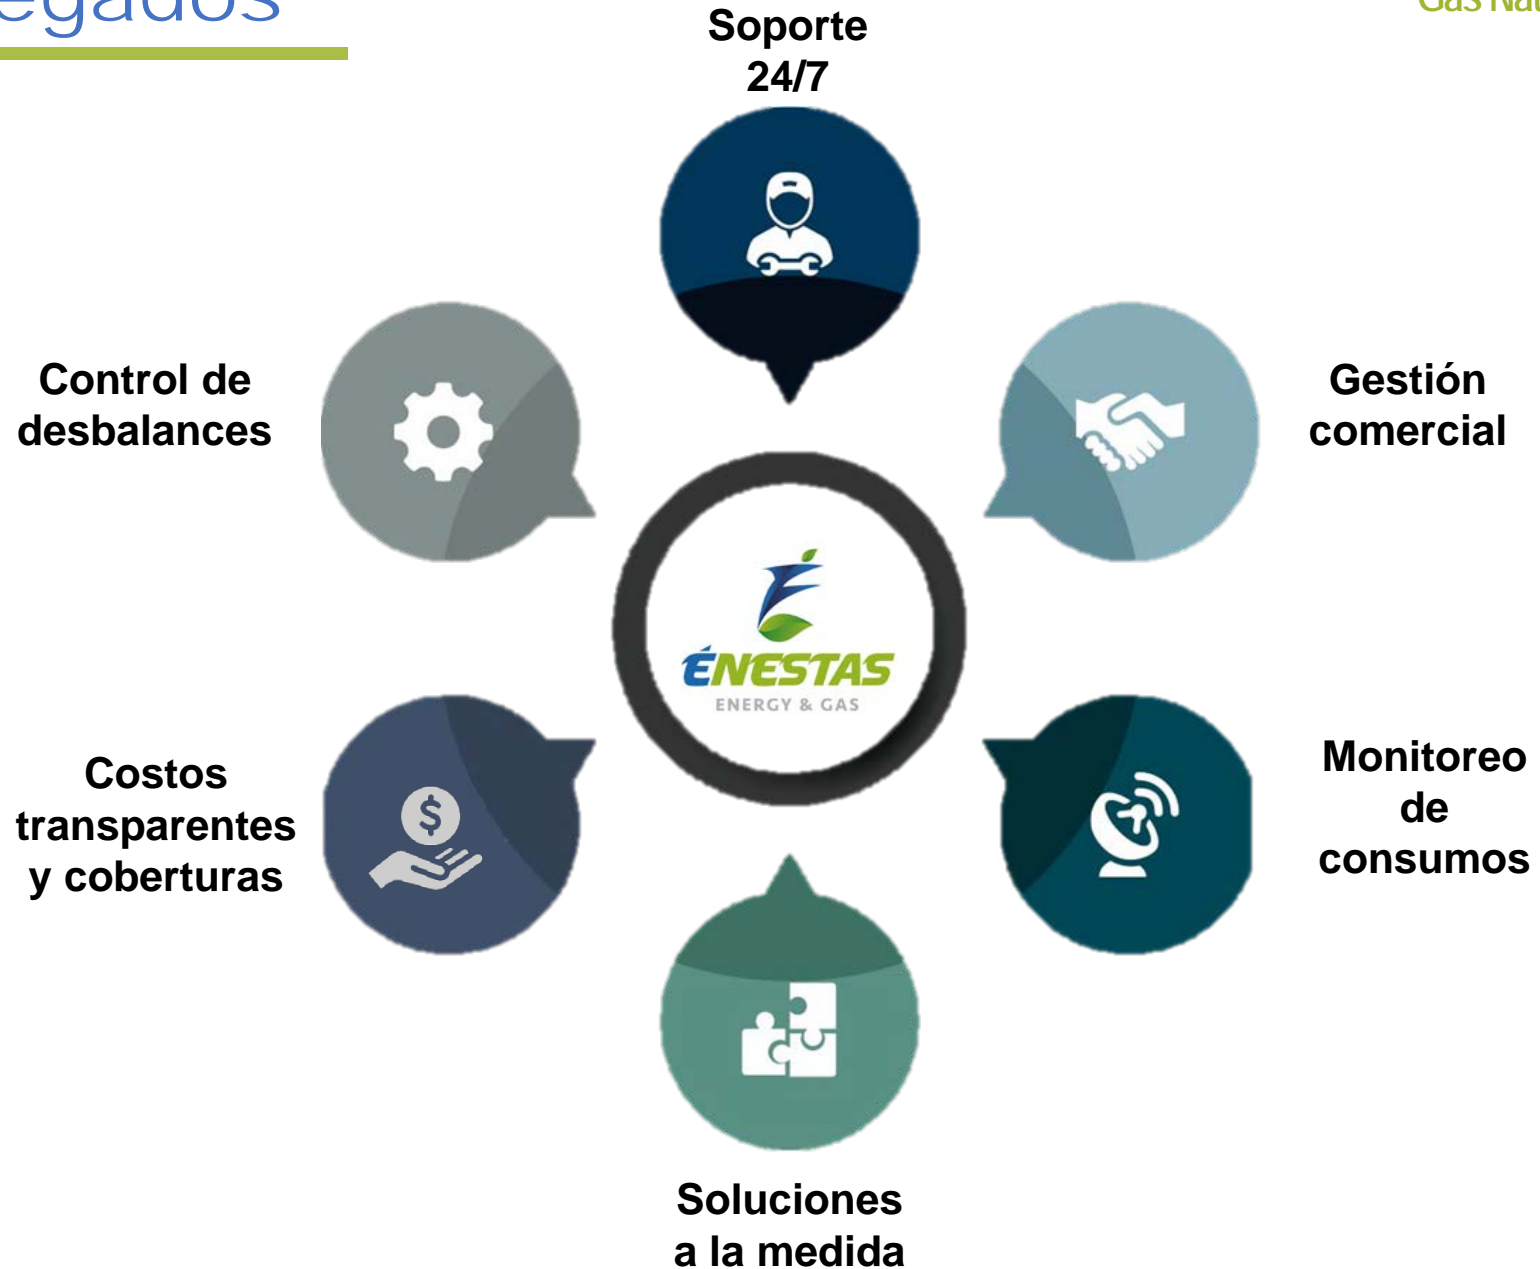 Soporte
24/7
Control de
desbalances
Gestión
comercial
ÉNESTAS
ENERGY & GAS
Costos
transparentes
y coberturas
Monitoreo
de
consumos
Soluciones
a la medida